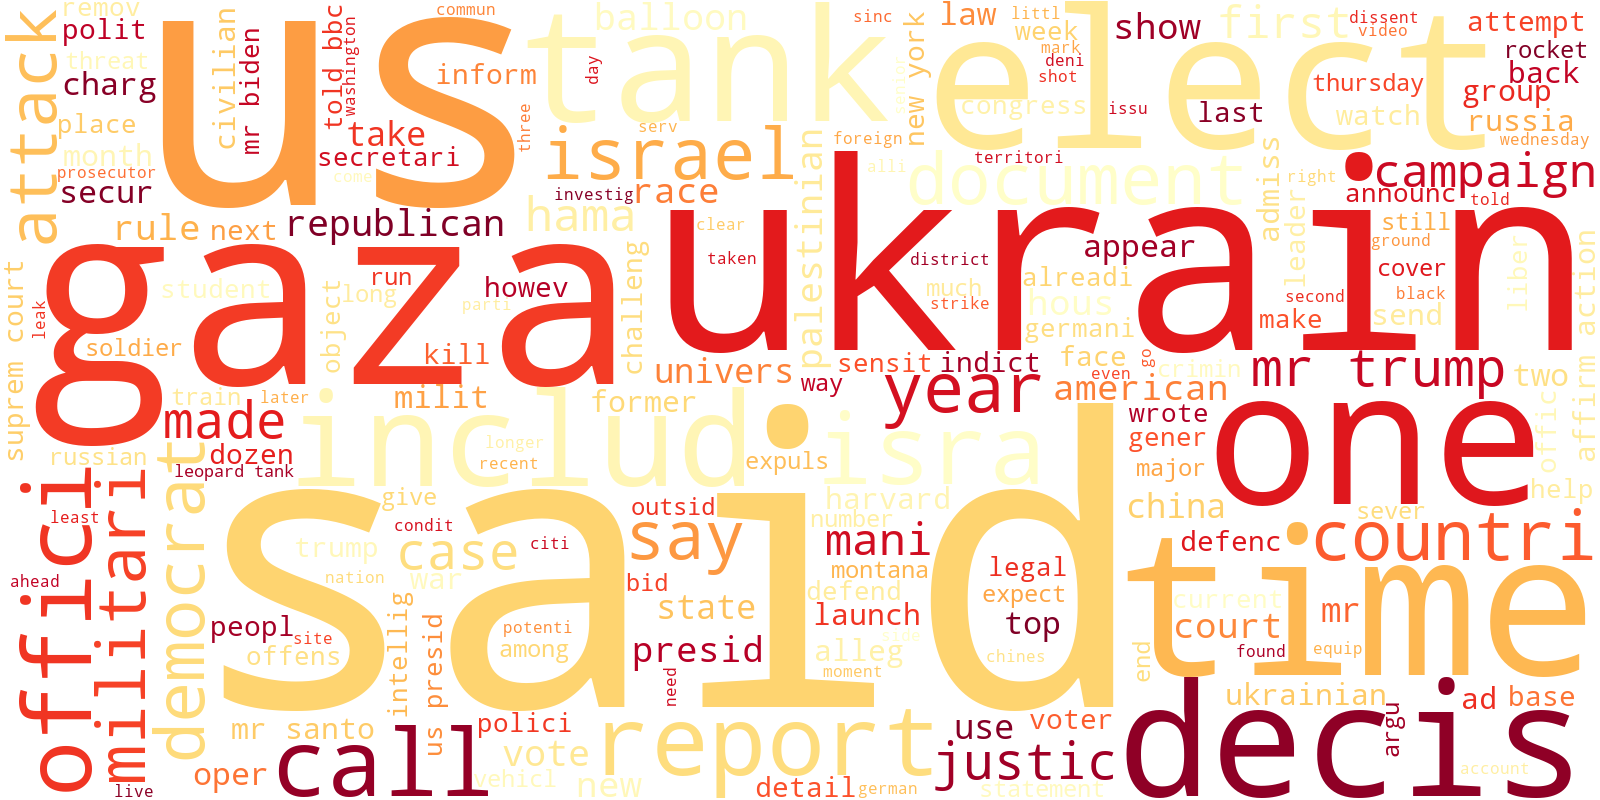 remov
commun
balloon
sinc
law
littl
first
dissent
attempt
polit
told bbc
us
tank
elect
week
show
video
threat
civilian
mr biden
washington
inform
day
new york
mark
deni
shot
rocket
charg
congress
thursday
back
attack
place
take
three
serv
israel
foreign
issu
last
group
watch
russia
month
secretari
district
wednesday
prosecutor
come
investig
race
palestinian
alli
document
territori
right
campaign
secur
admiss
announc
told
rule
next
republican
hama
clear
ukrain
appear
leader
still
ground
gaza
run
howev
challeng
taken
district
alreadi
cover
liber
affirm action
student
long
parti
much
hous
second
black
suprem court
leak
object
strike
germani
make
send
soldier
kill
sensit
indict
face
go
univers
way
year
even
crimin
mr trump
two
train
later
milit
former
american
made
includ
isra
wrote
one
offic
russian
dozen
longer
recent
expuls
gener
leopard tank
major
offici
militari
democrat
give
outsid
harvard
china
help
least
said
condit
citi
say
number
mani
sever
trump
case
defenc
countri
ahead
nation
war
bid
montana
legal
time
defend
expect
current
intellig
state
launch
peopl
site
potenti
top
court
mr
offens
among
presid
alleg
side
chines
found
equip
us presid
need
moment
end
mr santo
polici
report
ukrainian
ad
base
call
vote
use
voter
decis
argu
oper
vehicl
new
detail
german
justic
statement
account
live